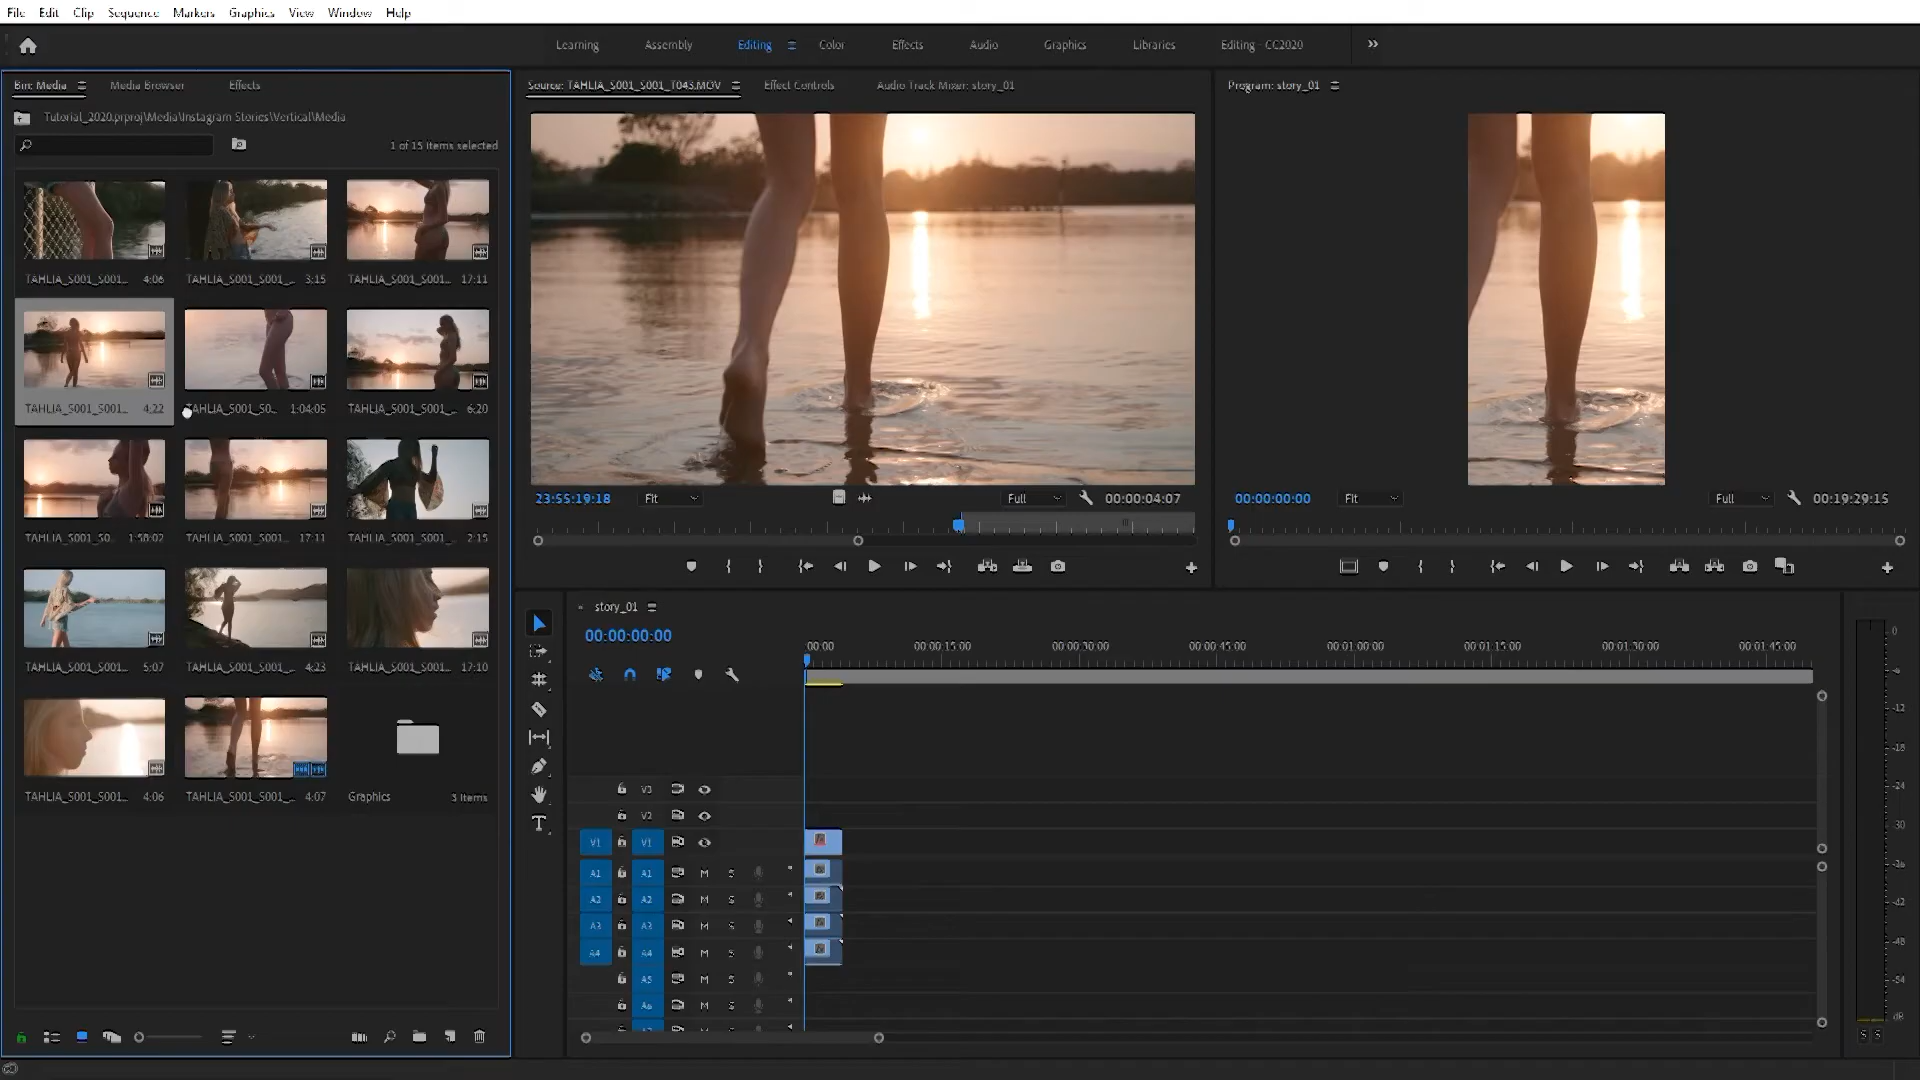 File Edit Clip Sequence Markers Graphics View Window Help
Learning Assembly Editing Color Effects Audio Graphics Libraries Editing - CC2020
Bin: Media Media Browser Effects
Tutorial_2020.prproj\Media\Instagram Stories\Vertical\Media
1 of 15 items selected
TAHLIA_S001_S001... 4:06 TAHLIA_S001_S001_... 3:15 TAHLIA_S001_S001... 17:11
TAHLIA_S001_S001... 4:22 TAHLIA_S001_S0... 1:04:05 TAHLIA_S001_S001_... 6:20
TAHLIA_S001_S0... 1:58:02 TAHLIA_S001_S001... 17:11 TAHLIA_S001_S001_... 2:15
TAHLIA_S001_S001... 5:07 TAHLIA_S001_S001_... 4:23 TAHLIA_S001_S001... 17:10
TAHLIA_S001_S001... 4:06 TAHLIA_S001_S001_... 4:07 Graphics 3 Items
Source: TAHLIA_S001_S001_T043.MOV Effect Controls Audio Track Mixer: story_01
23:55:19:18 Fit Full 00:00:04:07
Program: story_01
00:00:00:00 Fit Full 00:19:29:15
story_01
00:00:00:00
:00:00 00:00:15:00 00:00:30:00 00:00:45:00 00:01:00:00 00:01:15:00 00:01:30:00 00:01:45:00
V3
V2
V1 V1
A1 A1 M S
A2 A2 M S
A3 A3 M S
A4 A4 M S
A5 M S
A6 M S
0
-6
-12
-18
-24
-30
-36
-42
-48
-54
dB
S S